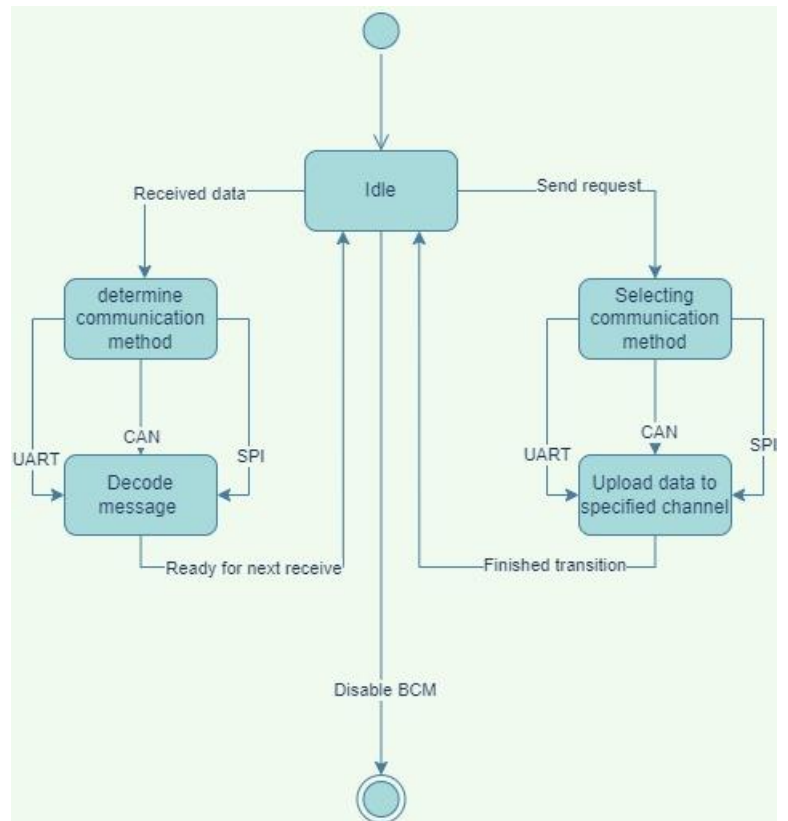 Idle
Received data
Send request
determine
communication
method
Selecting
communication
method
UART
CAN
SPI
UART
CAN
SPI
Decode
message
Upload data to
specified channel
Ready for next receive
Finished transition
Disable BCM